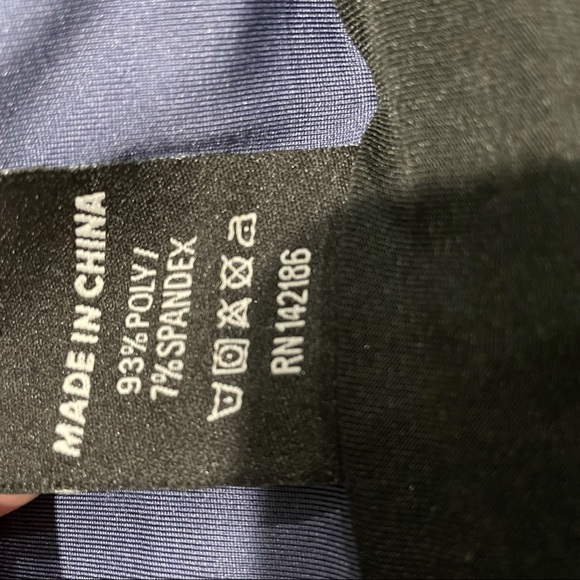 MADE IN CHINA
93% POLY /
7% SPANDEX
RN 142186